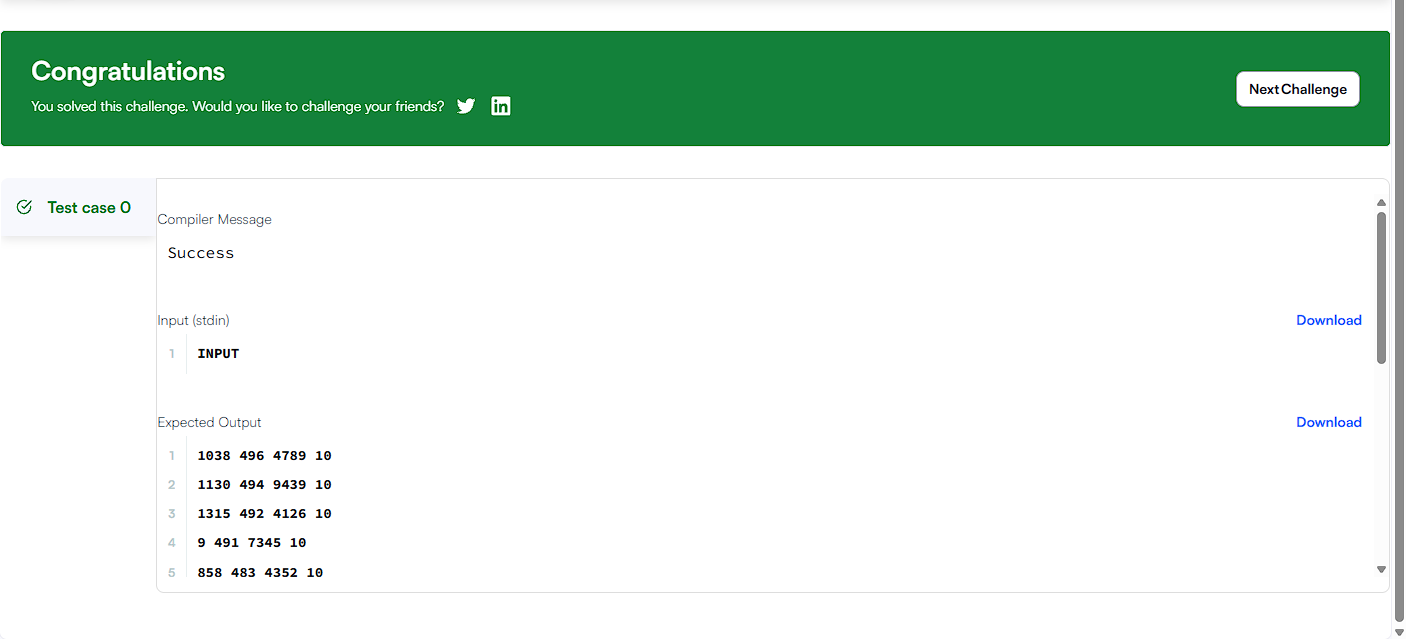 Congratulations
You solved this challenge. Would you like to challenge your friends?
Next Challenge
Test case 0
Compiler Message
Success
Input (stdin)
Download
1 INPUT
Expected Output
Download
1 1038 496 4789 10
2 1130 494 9439 10
3 1315 492 4126 10
4 9 491 7345 10
5 858 483 4352 10